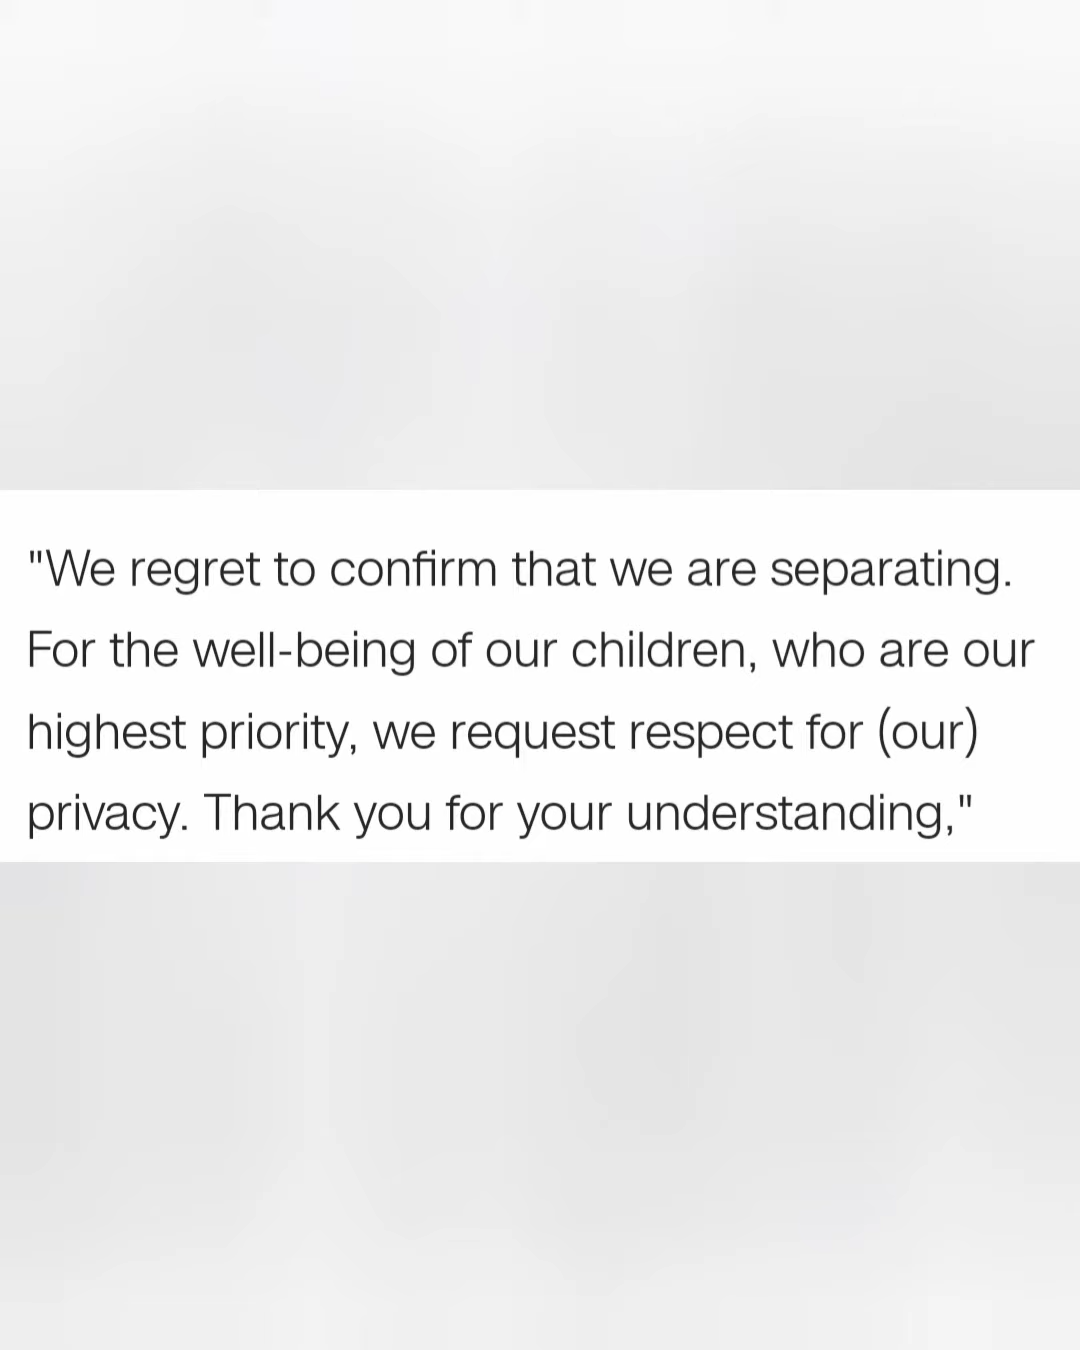 "We regret to confirm that we are separating.
For the well-being of our children, who are our
highest priority, we request respect for (our)
privacy. Thank you for your understanding,"